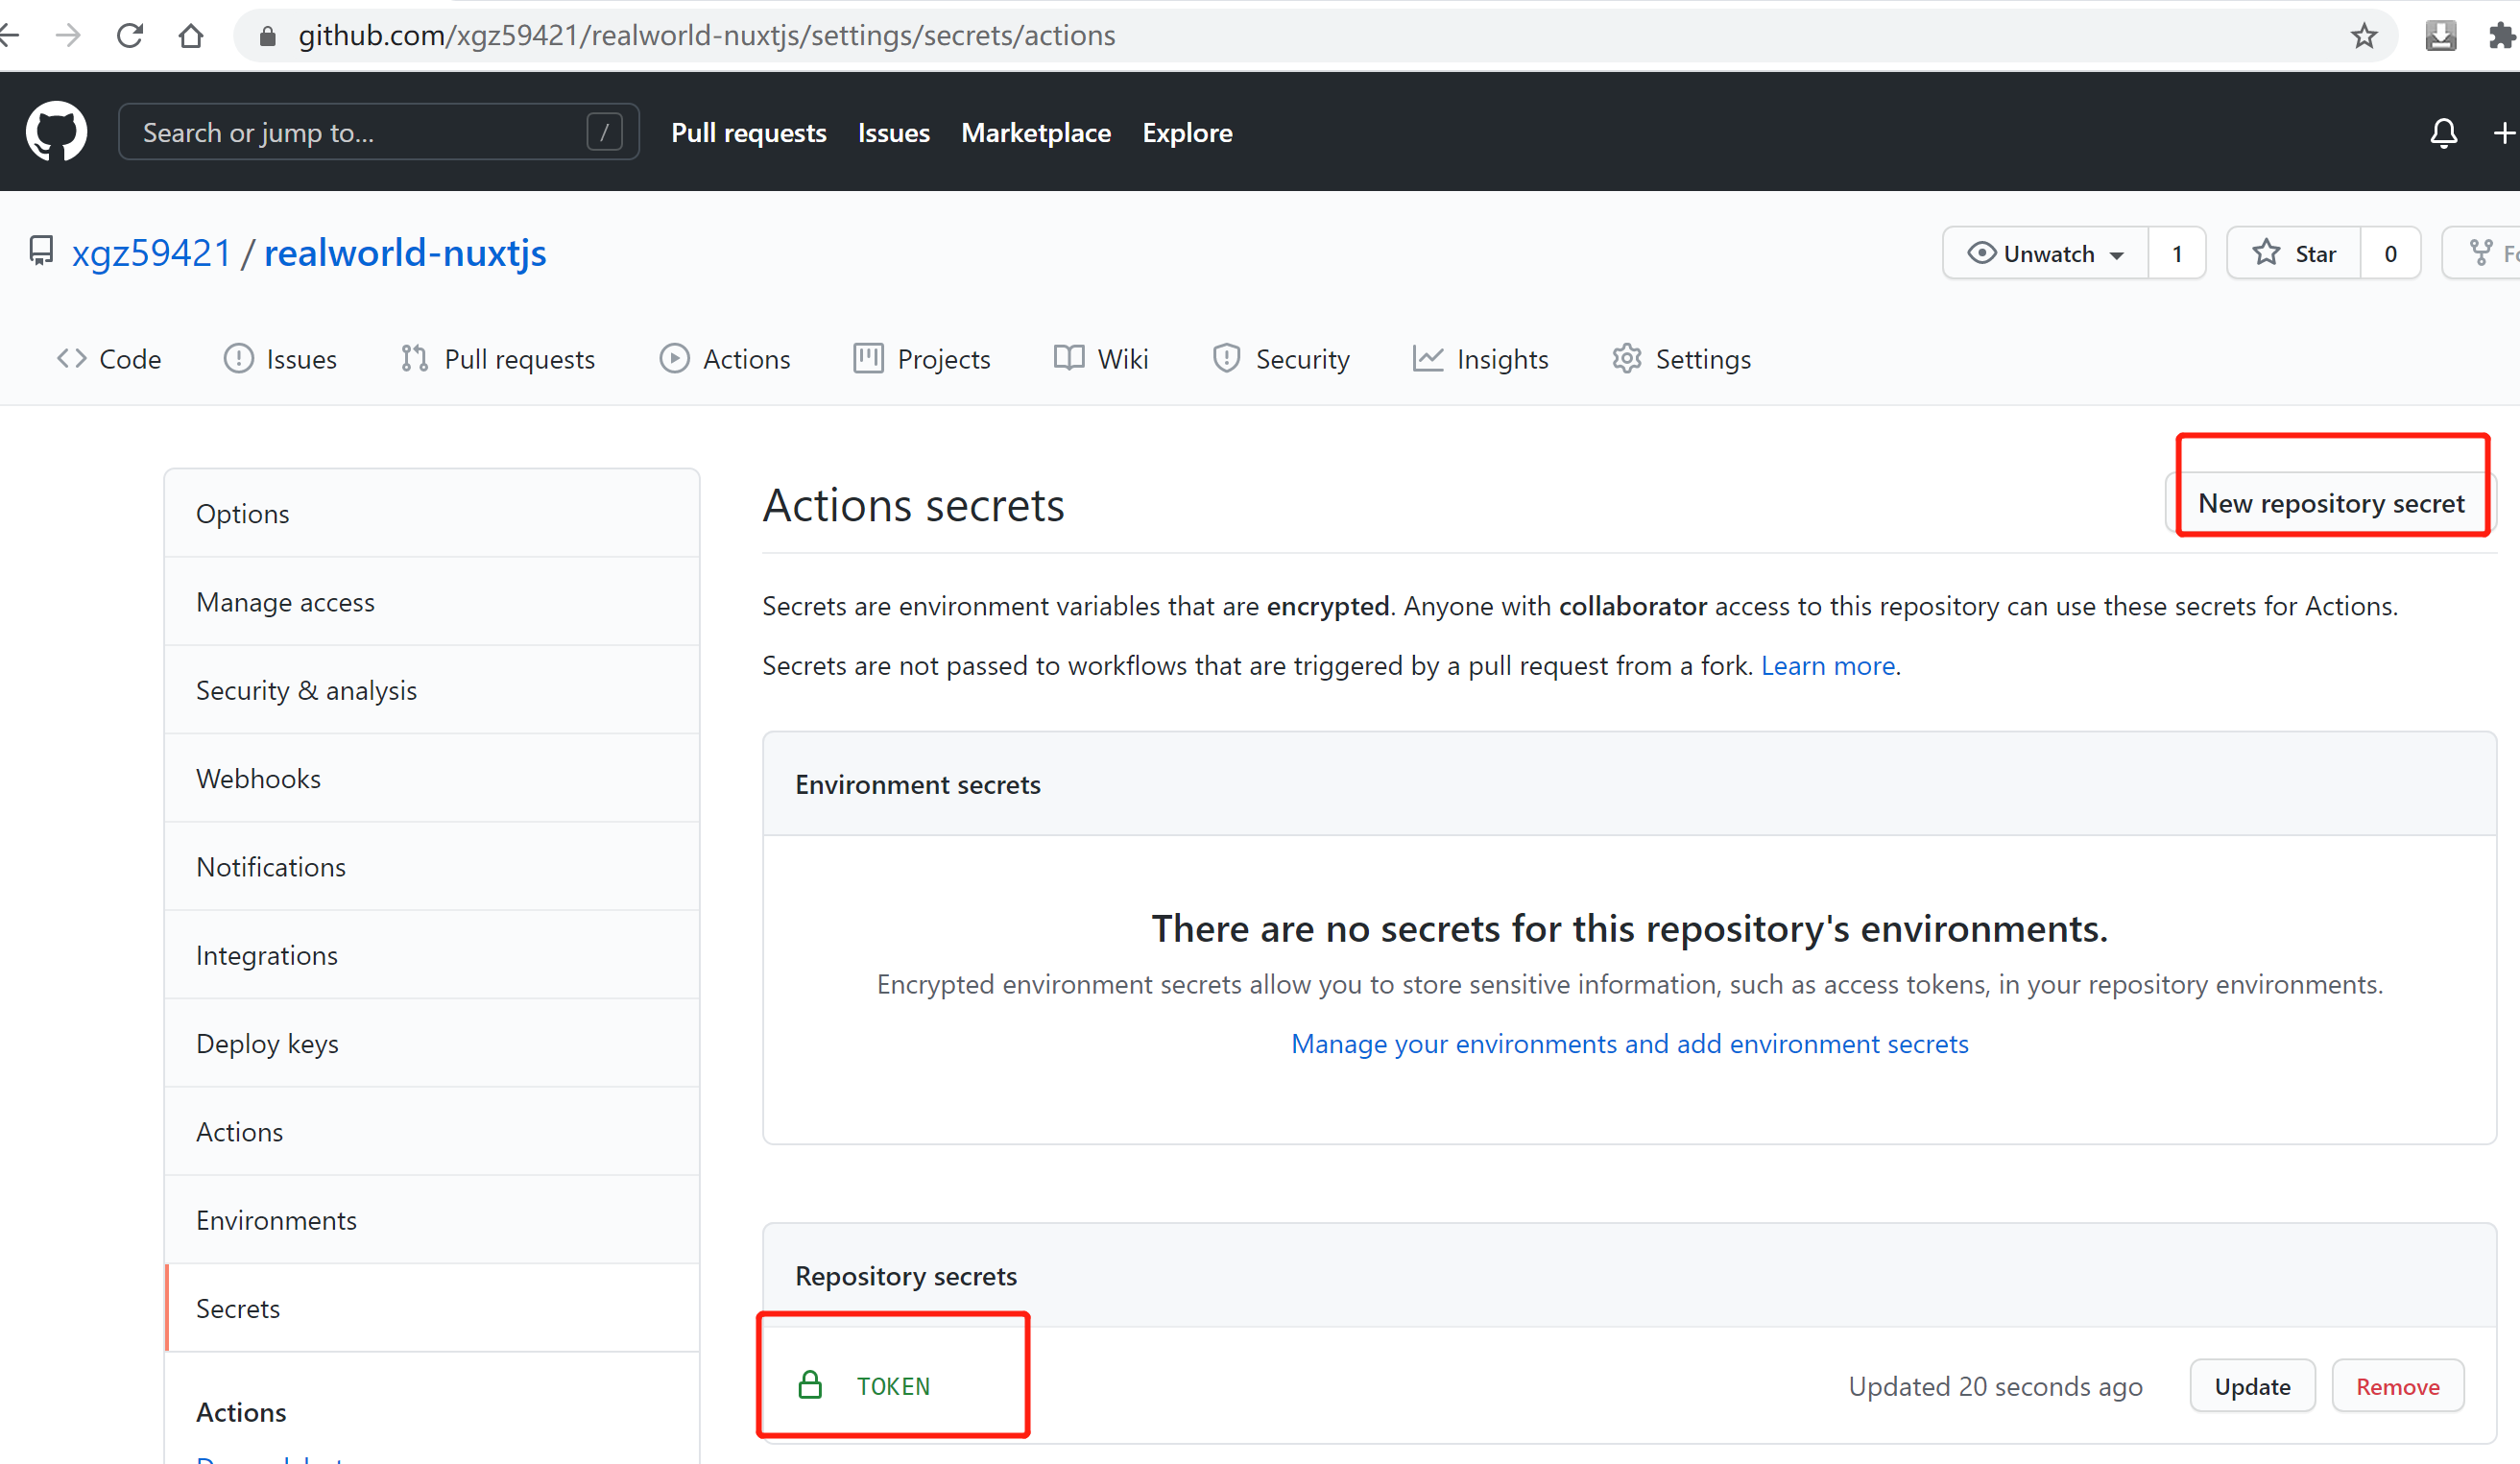 github.com/xgz59421/realworld-nuxtjs/settings/secrets/actions
Search or jump to... /
Pull requests Issues Marketplace Explore
xgz59421 / realworld-nuxtjs
Unwatch 1 Star 0
Code Issues Pull requests Actions Projects Wiki Security Insights Settings
Options
Manage access
Security & analysis
Webhooks
Notifications
Integrations
Deploy keys
Actions
Environments
Secrets
Actions
Actions secrets
New repository secret
Secrets are environment variables that are encrypted. Anyone with collaborator access to this repository can use these secrets for Actions.
Secrets are not passed to workflows that are triggered by a pull request from a fork. Learn more.
Environment secrets
There are no secrets for this repository's environments.
Encrypted environment secrets allow you to store sensitive information, such as access tokens, in your repository environments.
Manage your environments and add environment secrets
Repository secrets
TOKEN
Updated 20 seconds ago
Update Remove